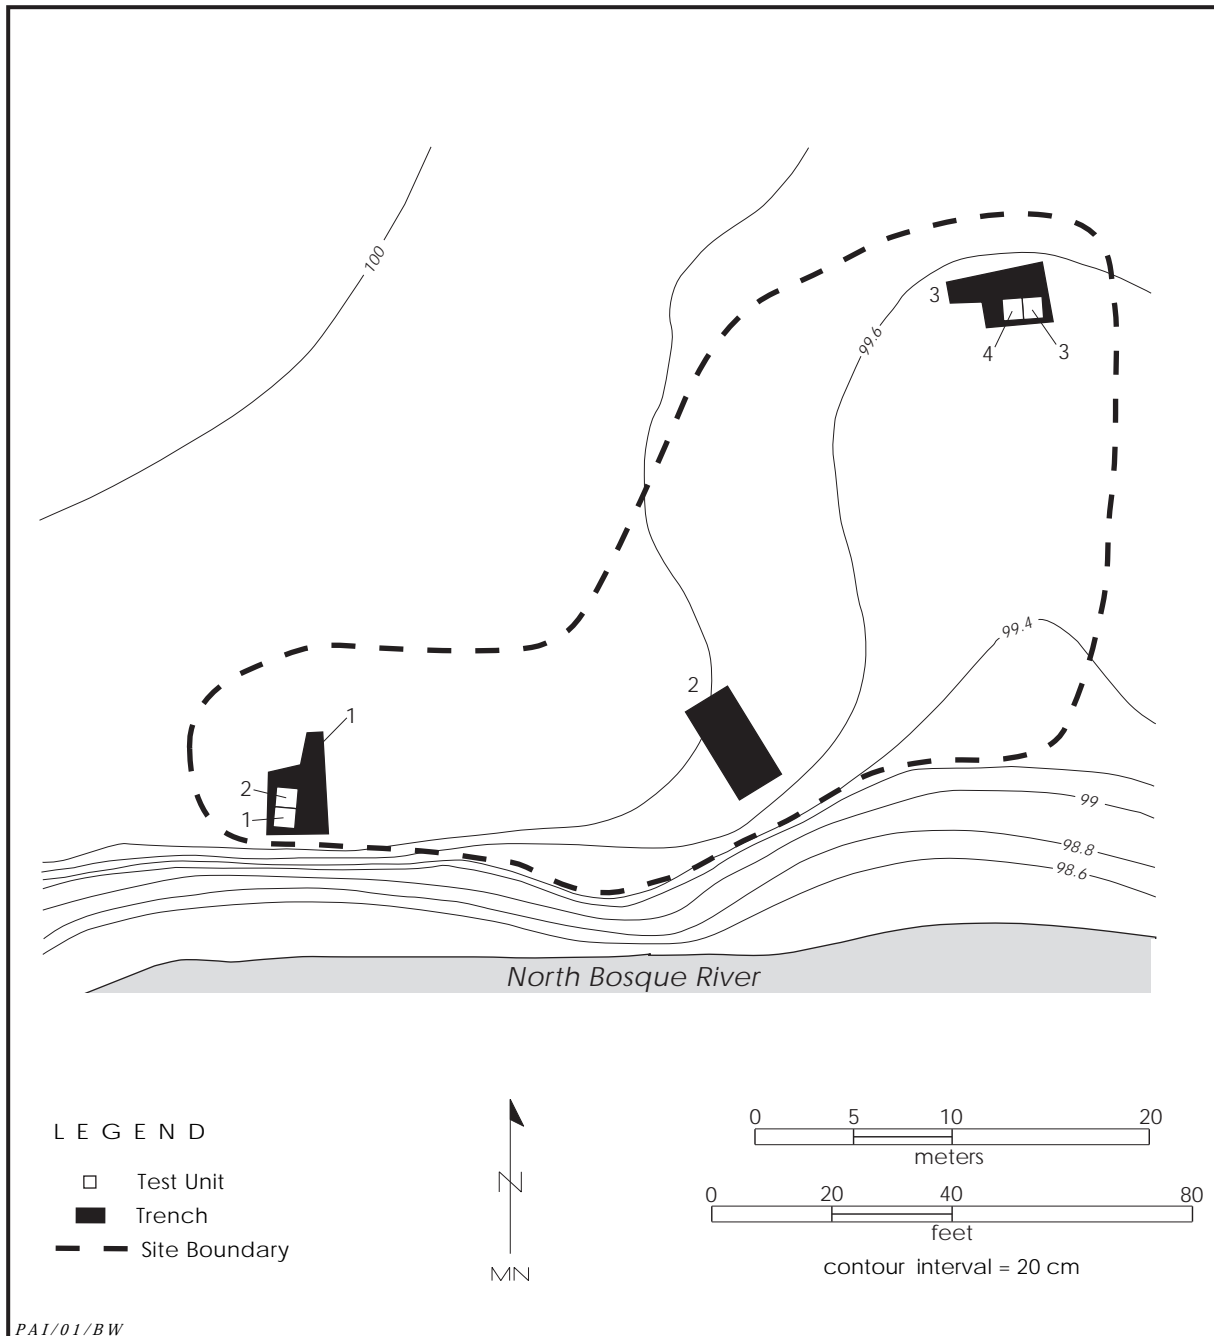 100
3
99.6
4
3
99.4
2
1
2
1
99
98.8
98.6
North Bosque River
LEGEND
Test Unit
Trench
Site Boundary
N
MN
0 5 10 20
meters
0 20 40 80
feet
contour interval = 20 cm
PAI/01/BW